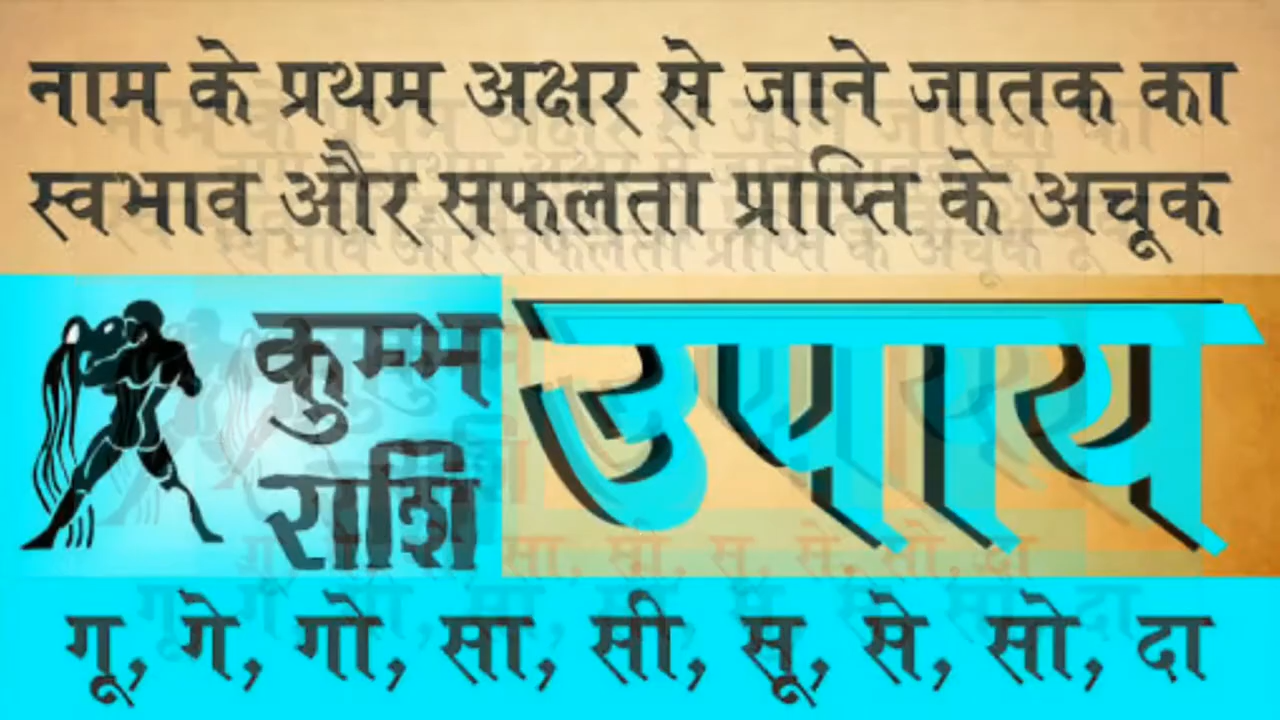 नाम के प्रथम अक्षर से जाने जातक का
स्वभाव और सफलता प्राप्ति के अचूक
कुम्भ
राशि
उपाय
गू, गे, गो, सा, सी, सू, से, सो, दा